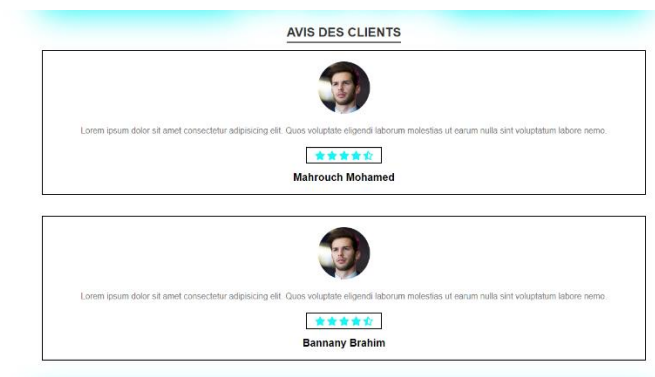 AVIS DES CLIENTS
Lorem ipsum dolor sit amet consectetur adipisicing elit. Quos voluptate eligendi laborum molestias ut earum nulla sint voluptatum labore nemo.
Mahrouch Mohamed
Lorem ipsum dolor sit amet consectetur adipisicing elit. Quos voluptate eligendi laborum molestias ut earum nulla sint voluptatum labore nemo.
Bannany Brahim